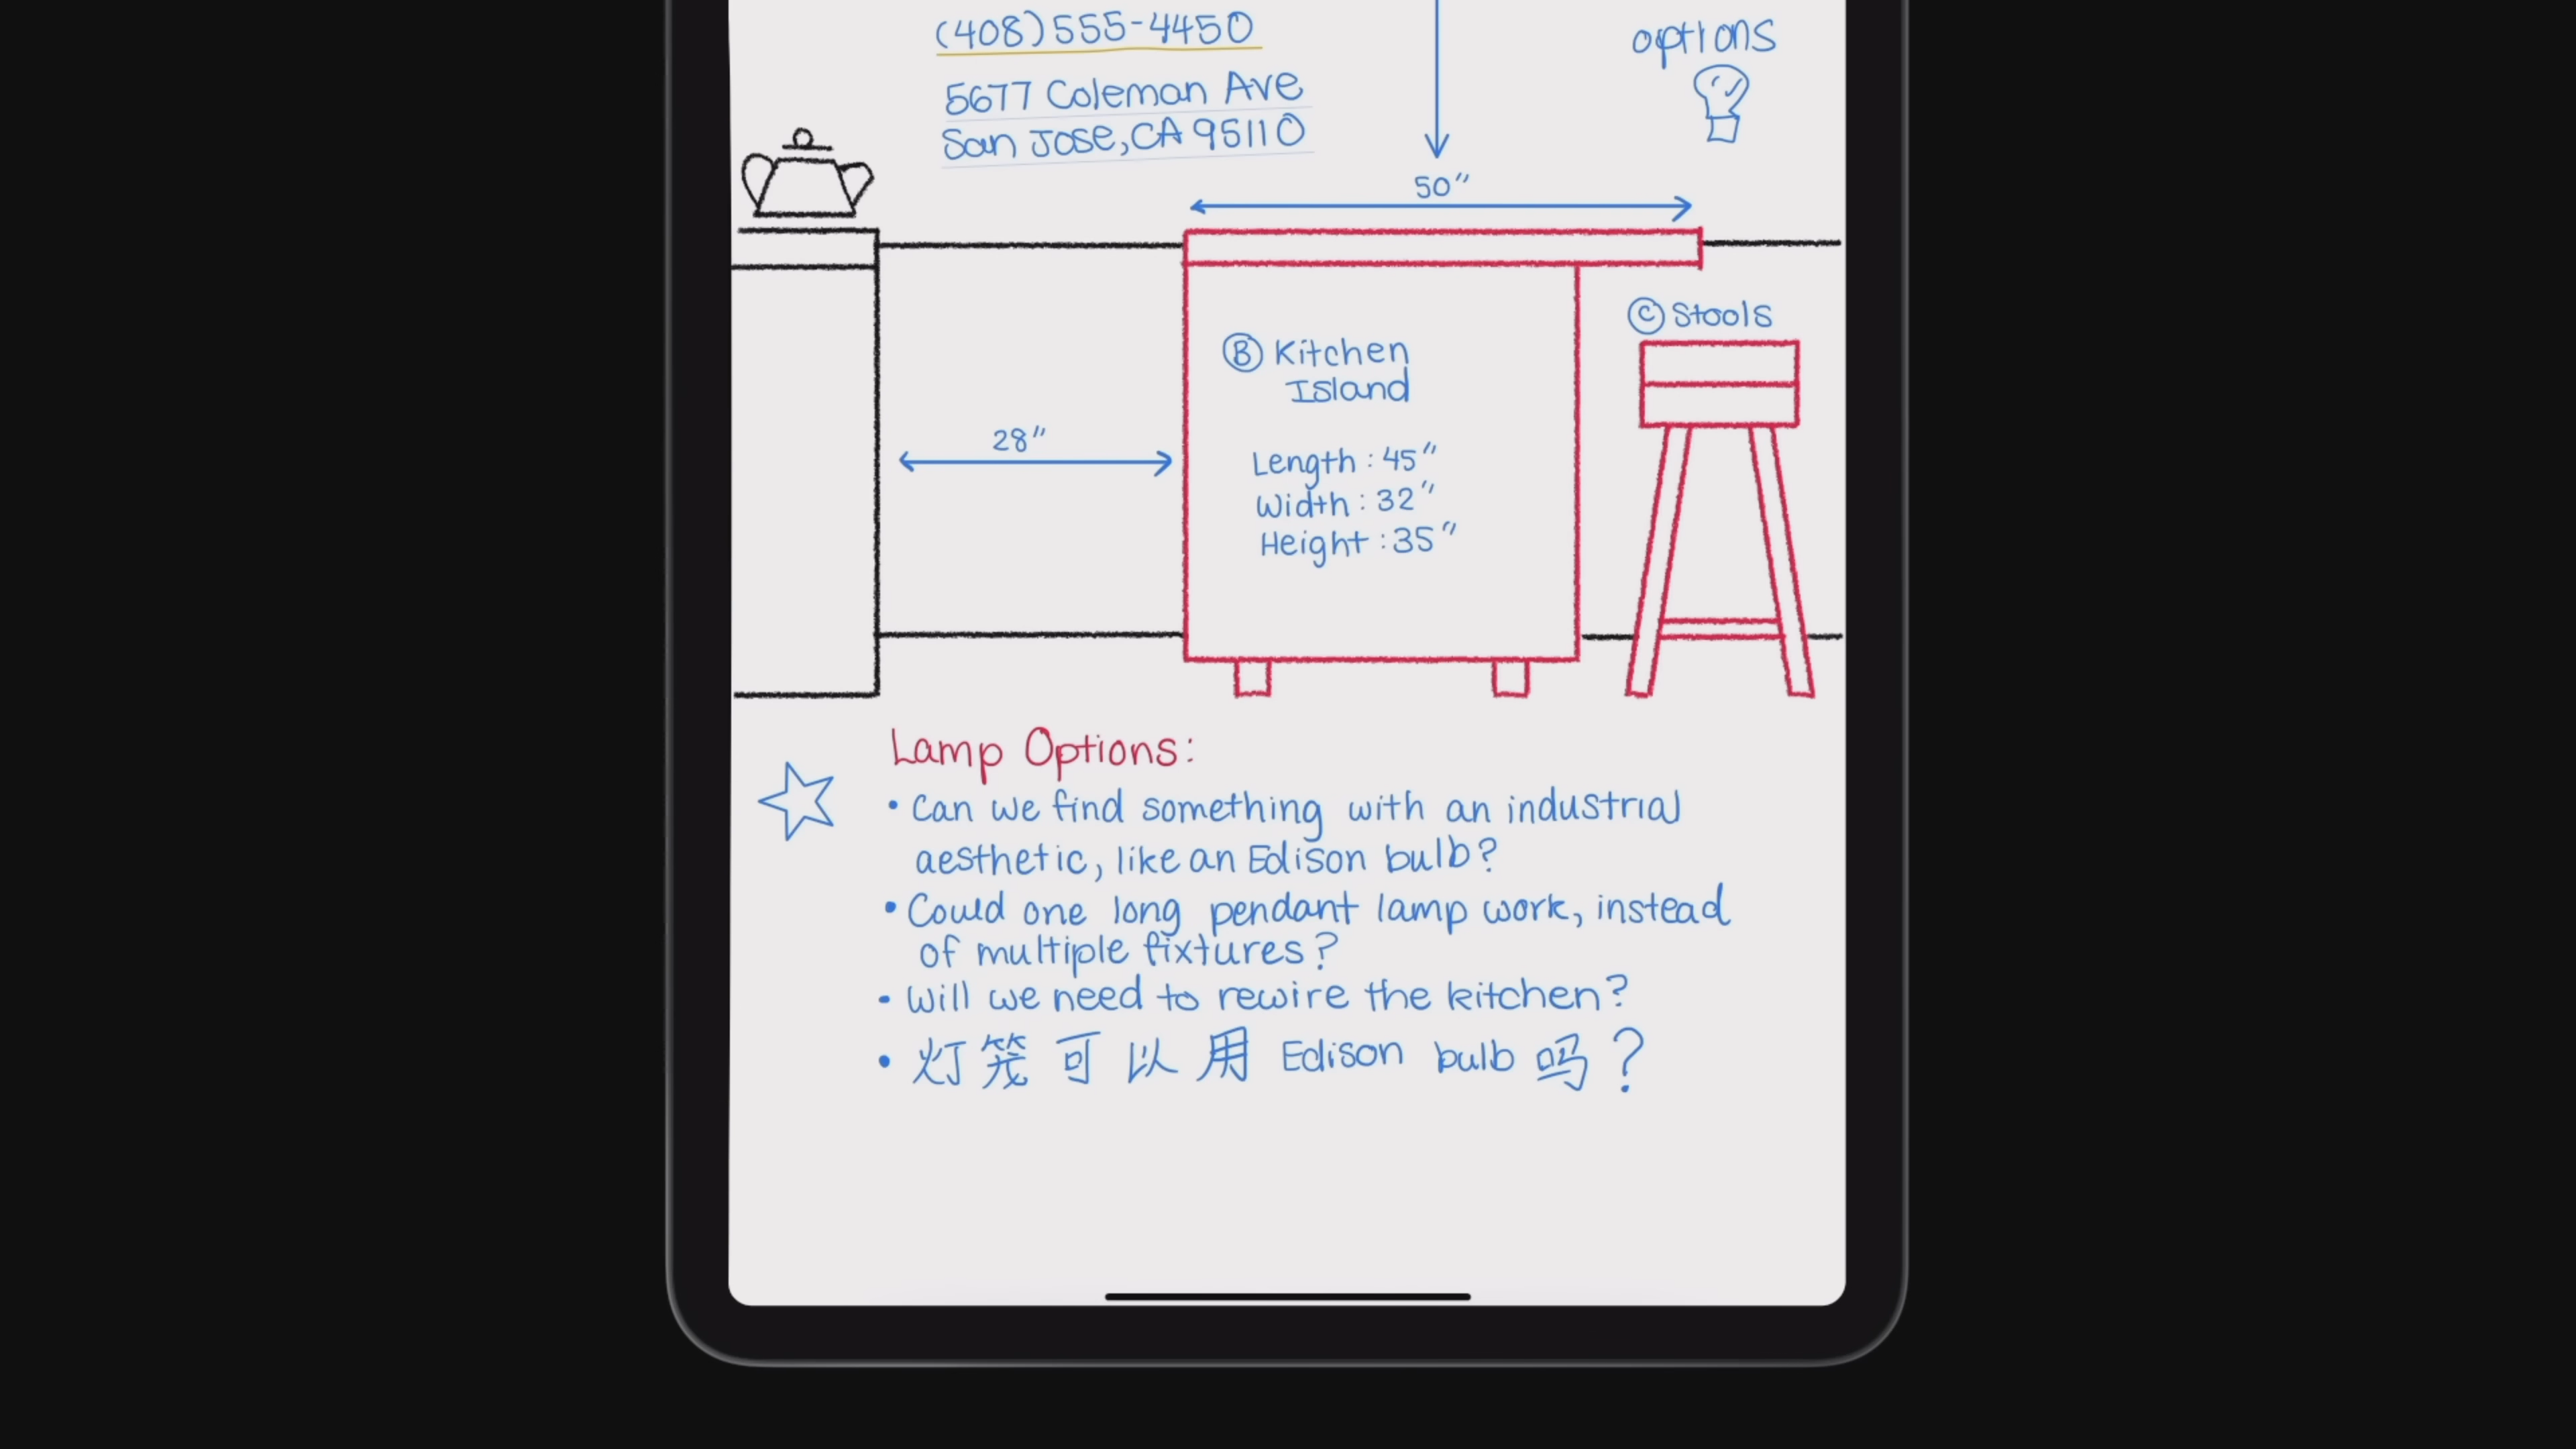 (408)555-4450
options
5677 Coleman Ave
San Jose, CA 95110
50"
Ⓒ Stools
Ⓑ Kitchen
Island
28"
Length : 45"
Width : 32"
Height : 35"
Lamp Options:
• Can we find something with an industrial
aesthetic, like an Edison bulb?
• Could one long pendant lamp work, instead
of multiple fixtures?
- Will we need to rewire the kitchen?
• 灯笼可以用 Edison bulb 吗?